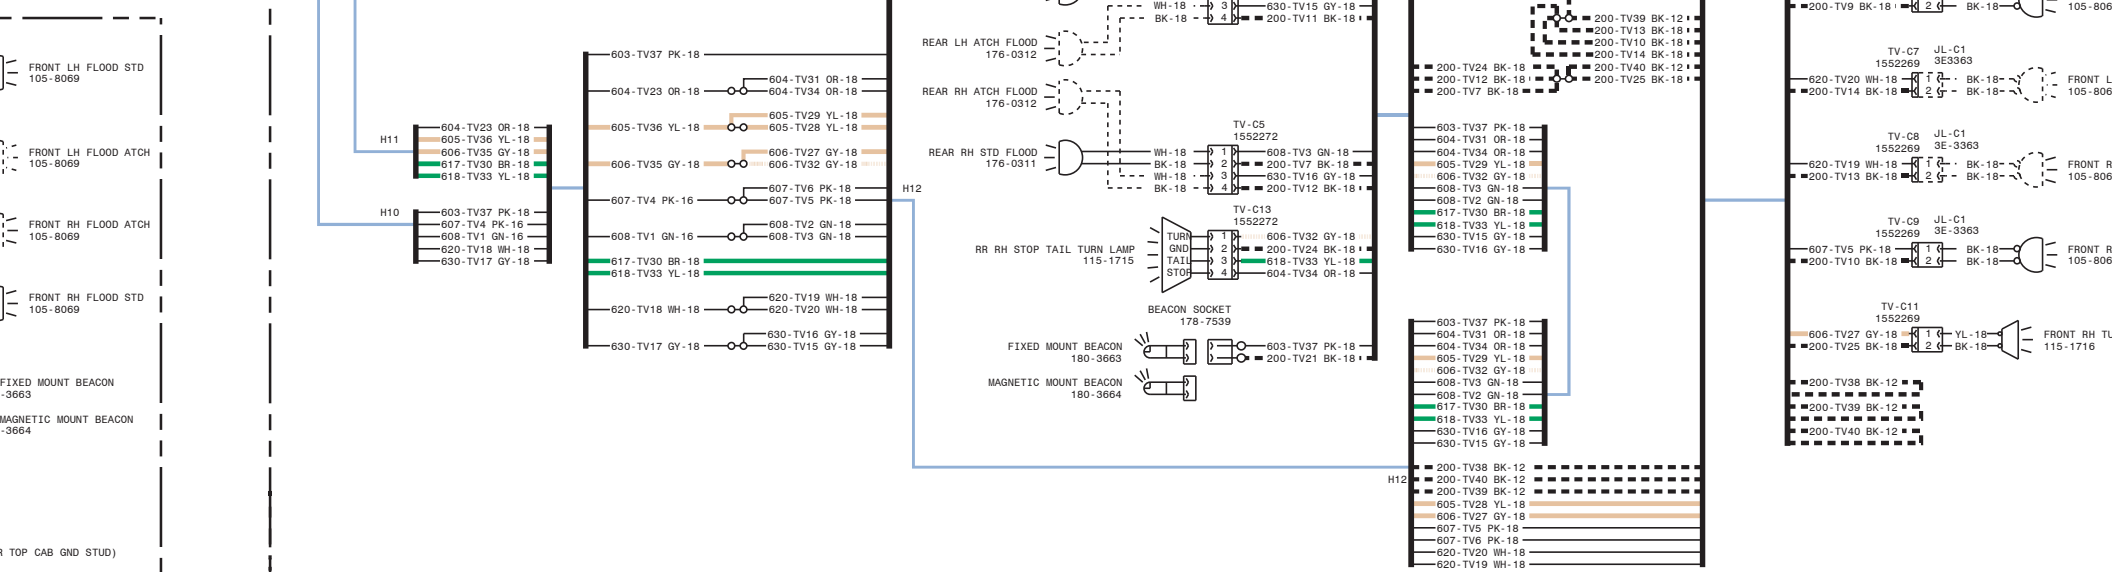 FRONT LH FLOOD STD
105-8069
FRONT LH FLOOD ATCH
105-8069
FRONT RH FLOOD ATCH
105-8069
FRONT RH FLOOD STD
105-8069
FIXED MOUNT BEACON
-3663
MAGNETIC MOUNT BEACON
-3664
R TOP CAB GND STUD)
H11
604-TV23 OR-18
605-TV36 YL-18
606-TV35 GY-18
617-TV30 BR-18
618-TV33 YL-18
H10
603-TV37 PK-18
607-TV4 PK-16
608-TV1 GN-16
620-TV18 WH-18
630-TV17 GY-18
603-TV37 PK-18
604-TV31 OR-18
604-TV23 OR-18
604-TV34 OR-18
605-TV29 YL-18
605-TV36 YL-18
605-TV28 YL-18
606-TV27 GY-18
606-TV35 GY-18
606-TV32 GY-18
607-TV6 PK-18
607-TV4 PK-16
607-TV5 PK-18
608-TV2 GN-18
608-TV1 GN-16
608-TV3 GN-18
617-TV30 BR-18
618-TV33 YL-18
620-TV19 WH-18
620-TV18 WH-18
620-TV20 WH-18
630-TV16 GY-18
630-TV17 GY-18
630-TV15 GY-18
H12
WH-18 3 630-TV15 GY-18
BK-18 4 200-TV11 BK-18
REAR LH ATCH FLOOD
176-0312
REAR RH ATCH FLOOD
176-0312
REAR RH STD FLOOD
176-0311
TV-C5
1552272
WH-18 1 608-TV3 GN-18
BK-18 2 200-TV7 BK-18
WH-18 3 630-TV16 GY-18
BK-18 4 200-TV12 BK-18
TV-C13
1552272
RR RH STOP TAIL TURN LAMP
115-1715
TURN 1 606-TV32 GY-18
GND 2 200-TV24 BK-18
TAIL 3 618-TV33 YL-18
STOP 4 604-TV34 OR-18
BEACON SOCKET
178-7539
FIXED MOUNT BEACON
180-3663
603-TV37 PK-18
200-TV21 BK-18
MAGNETIC MOUNT BEACON
180-3664
200-TV39 BK-12
200-TV13 BK-18
200-TV10 BK-18
200-TV14 BK-18
200-TV24 BK-18
200-TV40 BK-12
200-TV12 BK-18
200-TV25 BK-18
200-TV7 BK-18
603-TV37 PK-18
604-TV31 OR-18
604-TV34 OR-18
605-TV29 YL-18
606-TV32 GY-18
608-TV3 GN-18
608-TV2 GN-18
617-TV30 BR-18
618-TV33 YL-18
630-TV15 GY-18
630-TV16 GY-18
603-TV37 PK-18
604-TV31 OR-18
604-TV34 OR-18
605-TV29 YL-18
606-TV32 GY-18
608-TV3 GN-18
608-TV2 GN-18
617-TV30 BR-18
618-TV33 YL-18
630-TV16 GY-18
630-TV15 GY-18
H12
200-TV38 BK-12
200-TV40 BK-12
200-TV39 BK-12
605-TV28 YL-18
606-TV27 GY-18
607-TV5 PK-18
607-TV6 PK-18
620-TV20 WH-18
620-TV19 WH-18
200-TV9 BK-18 2 BK-18
105-806
TV-C7 JL-C1
1552269 3E3363
620-TV20 WH-18 1 BK-18 FRONT L
200-TV14 BK-18 2 BK-18 105-806
TV-C8 JL-C1
1552269 3E-3363
620-TV19 WH-18 1 BK-18 FRONT R
200-TV13 BK-18 2 BK-18 105-806
TV-C9 JL-C1
1552269 3E-3363
607-TV5 PK-18 1 BK-18 FRONT R
200-TV10 BK-18 2 BK-18 105-806
TV-C11
1552269
606-TV27 GY-18 1 YL-18 FRONT RH TU
200-TV25 BK-18 2 BK-18 115-1716
200-TV38 BK-12
200-TV39 BK-12
200-TV40 BK-12